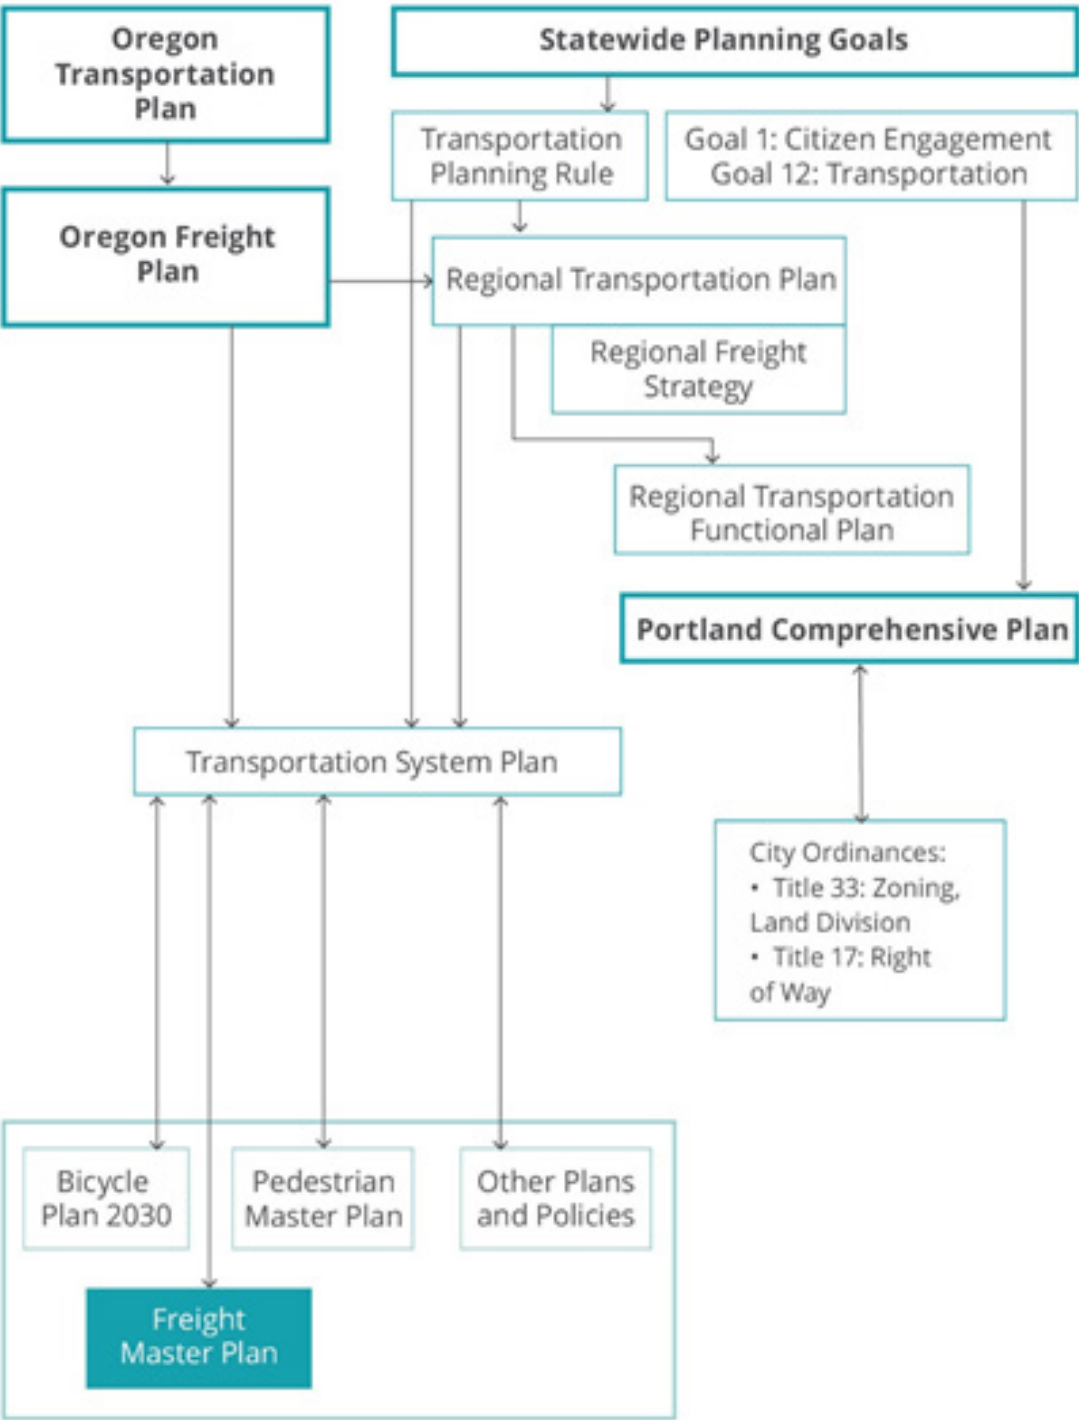 Oregon
Transportation
Plan
Statewide Planning Goals
Transportation
Planning Rule
Goal 1: Citizen Engagement
Goal 12: Transportation
Oregon Freight
Plan
Regional Transportation Plan
Regional Freight
Strategy
Regional Transportation
Functional Plan
Portland Comprehensive Plan
Transportation System Plan
City Ordinances:
• Title 33: Zoning,
Land Division
• Title 17: Right
of Way
Bicycle
Plan 2030
Pedestrian
Master Plan
Other Plans
and Policies
Freight
Master Plan